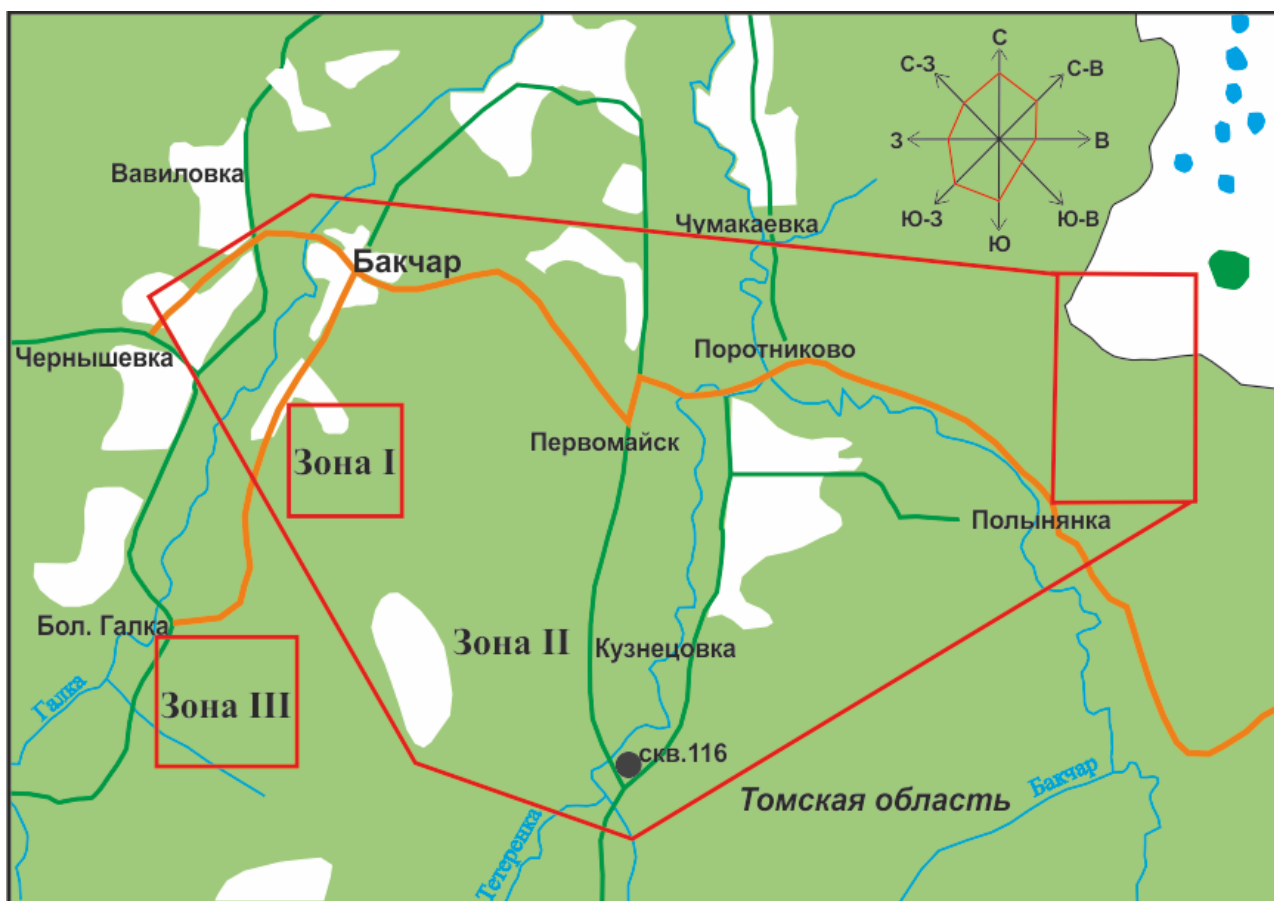 С
С-З
С-В
З
В
Ю-З
Ю-В
Ю
Вавиловка
Чумакаевка
Бакчар
Чернышевка
Поротниково
Первомайск
Зона I
Полынянка
Бол. Галка
Зона II
Кузнецовка
Галка
Зона III
скв.116
Томская область
Бакчар
Тетеренка